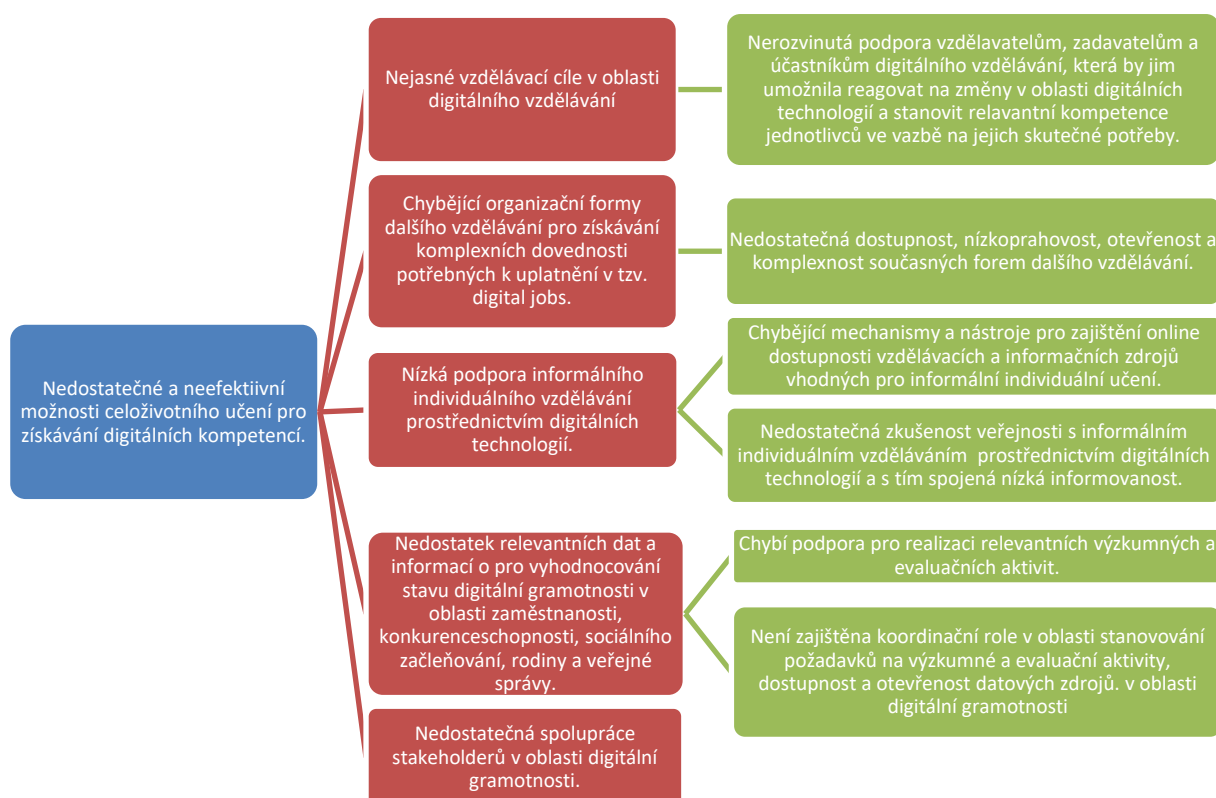 Nedostatečné a neefektiivní
možnosti celoživotního učení pro
získávání digitálních kompetencí.
Nejasné vzdělávací cíle v oblasti
digitálního vzdělávání
Nerozvinutá podpora vzdělavatelům, zadavatelům a
účastníkům digitálního vzdělávání, která by jim
umožnila reagovat na změny v oblasti digitálních
technologií a stanovit relavantní kompetence
jednotlivců ve vazbě na jejich skutečné potřeby.
Chybějící organizační formy
dalšího vzdělávání pro získávání
komplexních dovednosti
potřebných k uplatnění v tzv.
digital jobs.
Nedostatečná dostupnost, nízkoprahovost, otevřenost a
komplexnost současných forem dalšího vzdělávání.
Nízká podpora informálního
individuálního vzdělávání
prostřednictvím digitálních
technologií.
Chybějící mechanismy a nástroje pro zajištění online
dostupnosti vzdělávacích a informačních zdrojů
vhodných pro informální individuální učení.
Nedostatečná zkušenost veřejnosti s informálním
individuálním vzděláváním prostřednictvím digitálních
technologií a s tím spojená nízká informovanost.
Nedostatek relevantních dat a
informací o pro vyhodnocování
stavu digitální gramotnosti v
oblasti zaměstnanosti,
konkurenceschopnosti, sociálního
začleňování, rodiny a veřejné
správy.
Chybí podpora pro realizaci relevantních výzkumných a
evaluačních aktivit.
Není zajištěna koordinační role v oblasti stanovování
požadavků na výzkumné a evaluační aktivity,
dostupnost a otevřenost datových zdrojů. v oblasti
digitální gramotnosti
Nedostatečná spolupráce
stakeholderů v oblasti digitální
gramotnosti.